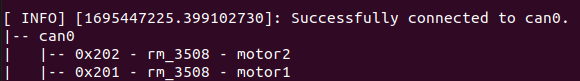 [ INFO] [1695447225.399102730]: Successfully connected to can0.
|-- can0
|   |-- 0x202 - rm_3508 - motor2
|   |-- 0x201 - rm_3508 - motor1